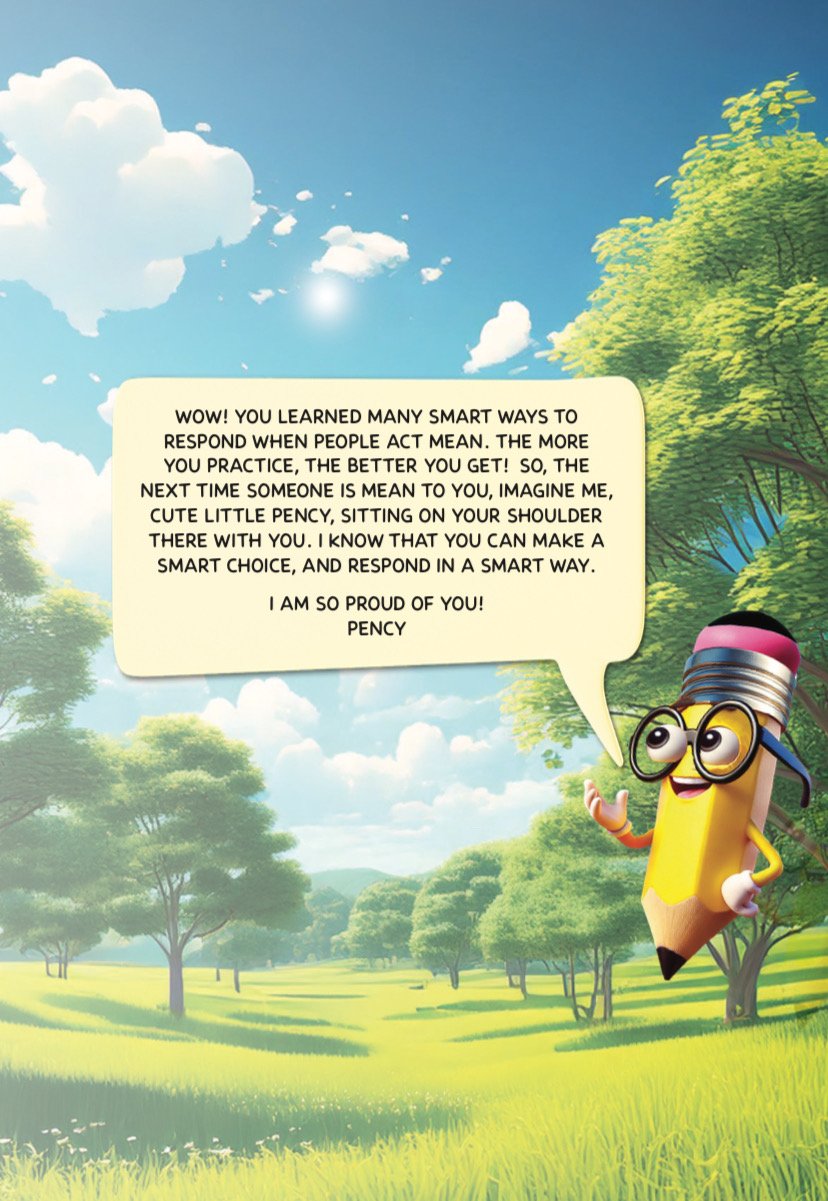 WOW! YOU LEARNED MANY SMART WAYS TO
RESPOND WHEN PEOPLE ACT MEAN. THE MORE
YOU PRACTICE, THE BETTER YOU GET!  SO, THE
NEXT TIME SOMEONE IS MEAN TO YOU, IMAGINE ME,
CUTE LITTLE PENCY, SITTING ON YOUR SHOULDER
THERE WITH YOU. I KNOW THAT YOU CAN MAKE A
SMART CHOICE, AND RESPOND IN A SMART WAY.
I AM SO PROUD OF YOU!
PENCY